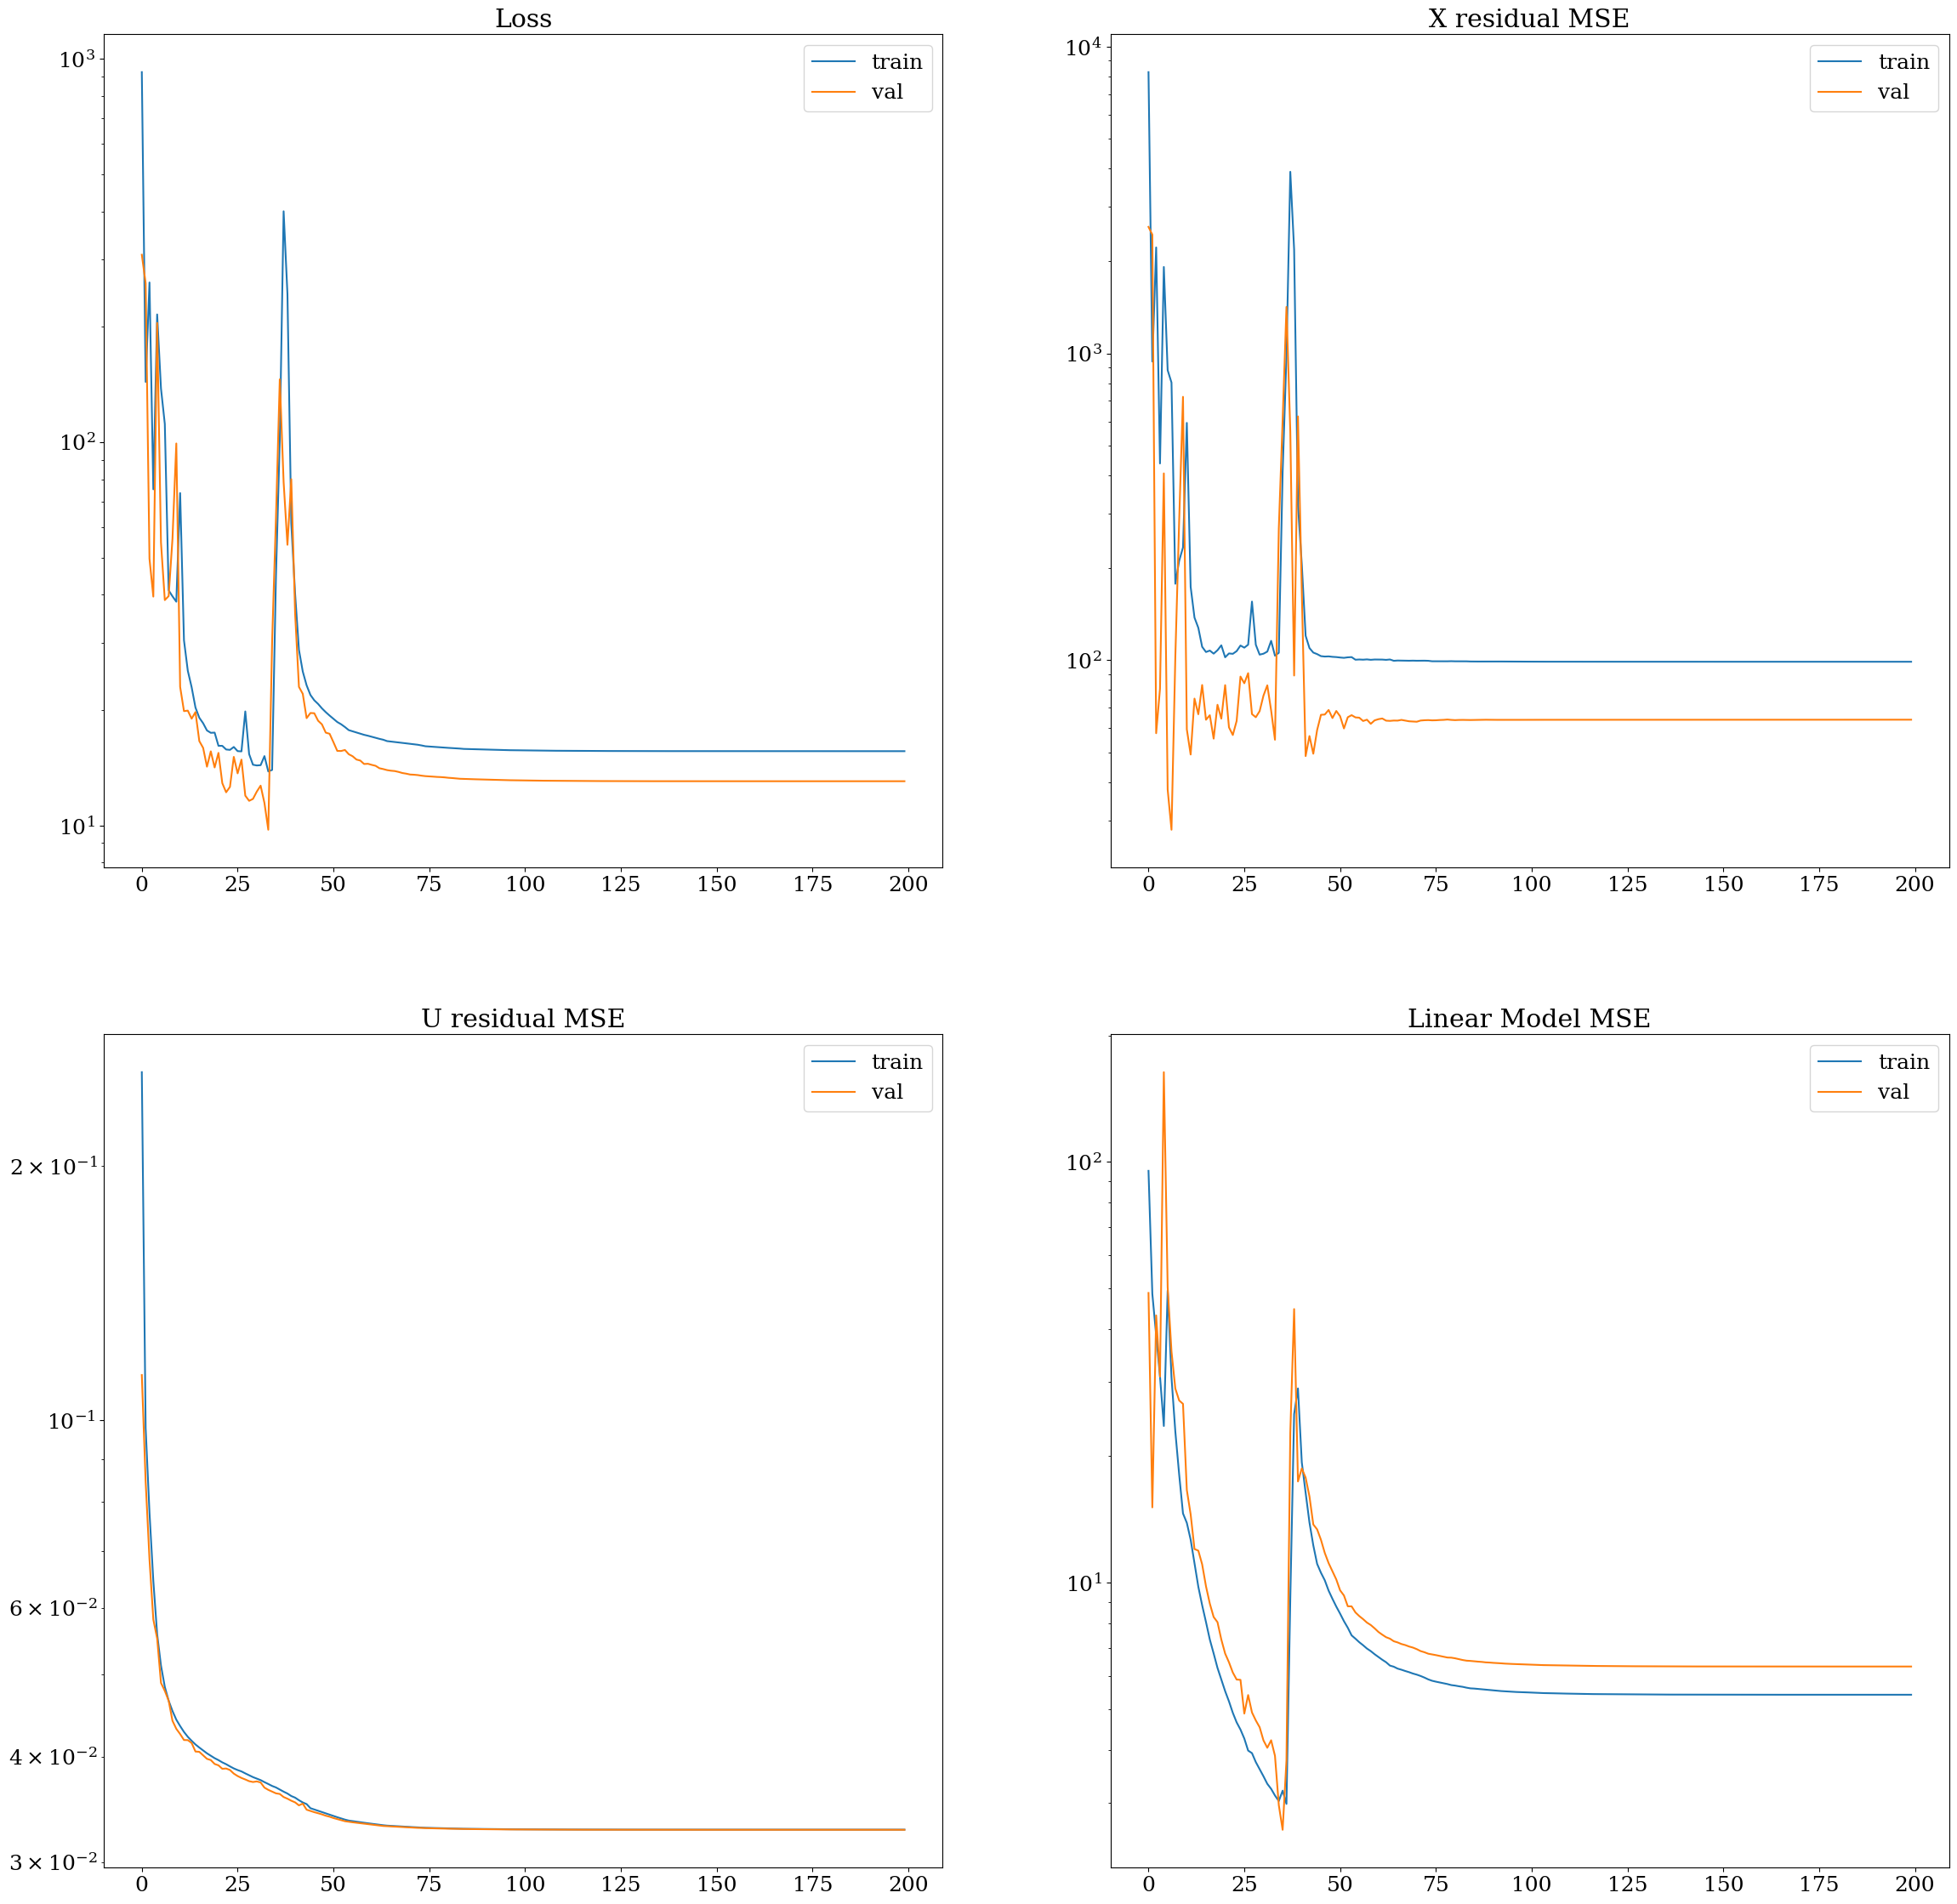 Loss
10³
10²
10¹
0 25 50 75 100 125 150 175 200
train
val
X residual MSE
10⁴
10³
10²
0 25 50 75 100 125 150 175 200
train
val
U residual MSE
2 × 10⁻¹
10⁻¹
6 × 10⁻²
4 × 10⁻²
3 × 10⁻²
0 25 50 75 100 125 150 175 200
train
val
Linear Model MSE
10²
10¹
0 25 50 75 100 125 150 175 200
train
val